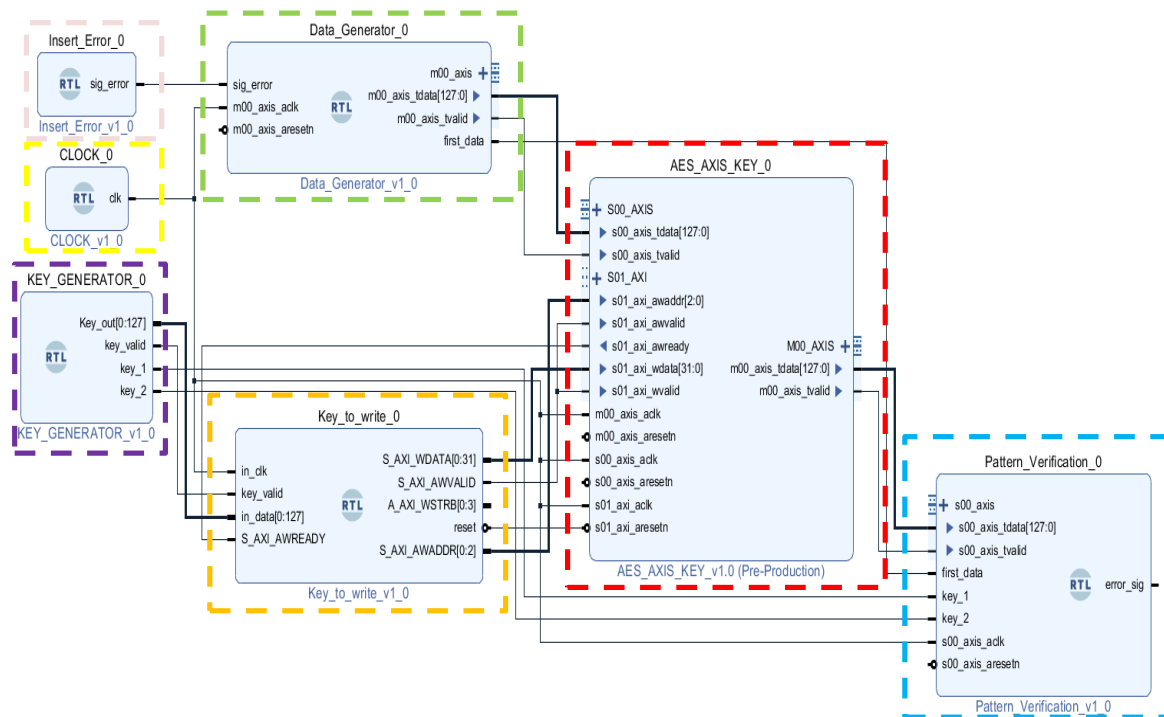 Insert_Error_0
RTL
sig_error
Insert_Error_v1_0
CLOCK_0
RTL
clk
CLOCK_v1_0
KEY_GENERATOR_0
Key_out[0:127]
key_valid
RTL
key_1
key_2
KEY_GENERATOR_v1_0
Data_Generator_0
sig_error
m00_axis_aclk
m00_axis_aresetn
RTL
m00_axis
m00_axis_tdata[127:0]
m00_axis_tvalid
first_data
Data_Generator_v1_0
Key_to_write_0
in_clk
key_valid
in_data[0:127]
S_AXI_AWREADY
RTL
S_AXI_WDATA[0:31]
S_AXI_AWVALID
A_AXI_WSTRB[0:3]
reset
S_AXI_AWADDR[0:2]
Key_to_write_v1_0
AES_AXIS_KEY_0
S00_AXIS
s00_axis_tdata[127:0]
s00_axis_tvalid
S01_AXI
s01_axi_awaddr[2:0]
s01_axi_awvalid
s01_axi_awready
s01_axi_wdata[31:0]
s01_axi_wvalid
m00_axis_aclk
m00_axis_aresetn
s00_axis_aclk
s00_axis_aresetn
s01_axi_aclk
s01_axi_aresetn
M00_AXIS
m00_axis_tdata[127:0]
m00_axis_tvalid
AES_AXIS_KEY_v1.0 (Pre-Production)
Pattern_Verification_0
s00_axis
s00_axis_tdata[127:0]
s00_axis_tvalid
first_data
key_1
key_2
s00_axis_aclk
s00_axis_aresetn
RTL
error_sig
Pattern_Verification_v1_0